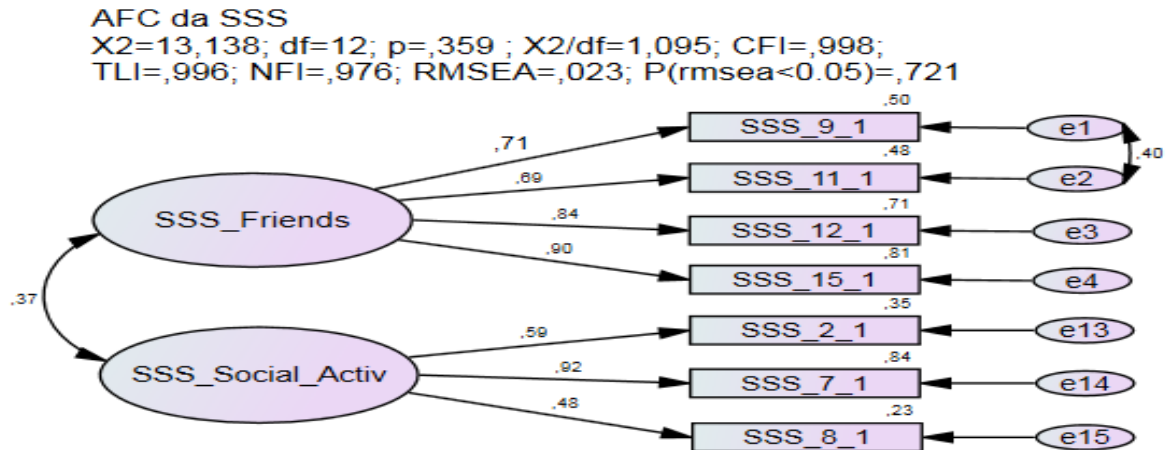 AFC da SSS
X2=13,138; df=12; p=,359 ; X2/df=1,095; CFI=,998;
TLI=,996; NFI=,976; RMSEA=,023; P(rmsea<0.05)=,721
,50
SSS_9_1
e1
,71
,48
,40
SSS_11_1
e2
,69
,71
SSS_Friends
,84
SSS_12_1
e3
,90
,81
SSS_15_1
e4
,37
,35
,59
SSS_2_1
e13
,84
SSS_Social_Activ
,92
SSS_7_1
e14
,48
,23
SSS_8_1
e15